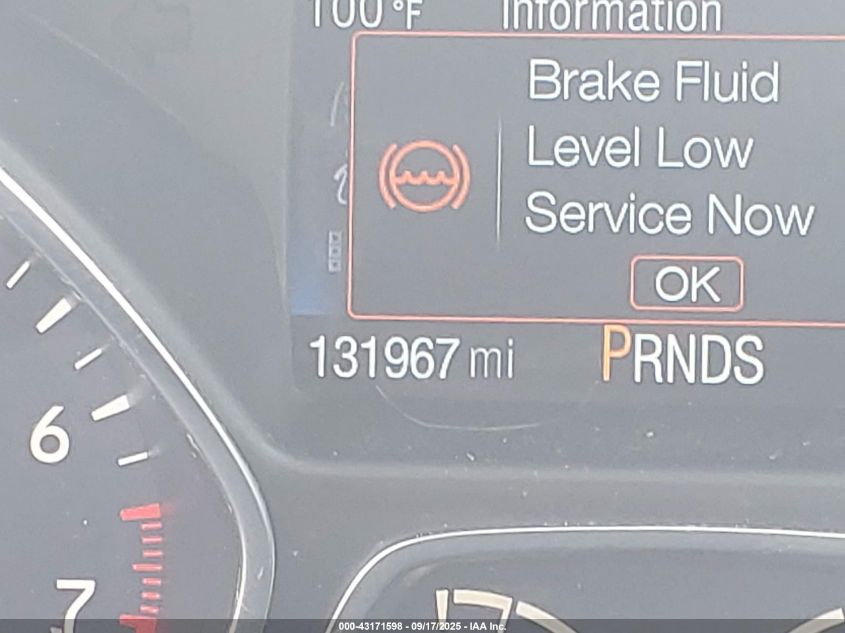 100 °F Information
Brake Fluid
Level Low
Service Now
OK
131967 mi PRNDS
6
7
000-43171598 - 09/17/2025 - IAA Inc.